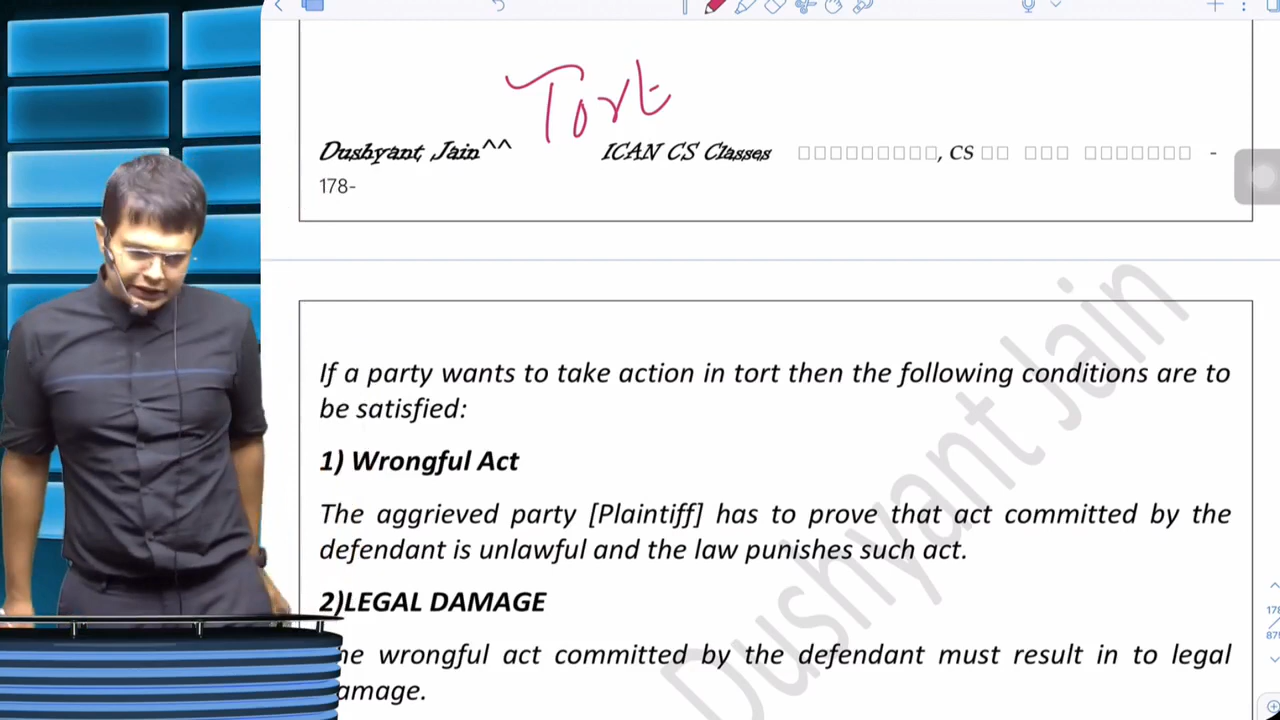 Tort
Dushyant Jain^^ ICAN CS Classes , CS -
178-
If a party wants to take action in tort then the following conditions are to
be satisfied:
1) Wrongful Act
The aggrieved party [Plaintiff] has to prove that act committed by the
defendant is unlawful and the law punishes such act.
2)LEGAL DAMAGE
he wrongful act committed by the defendant must result in to legal
amage.
Dushyant Jain
178